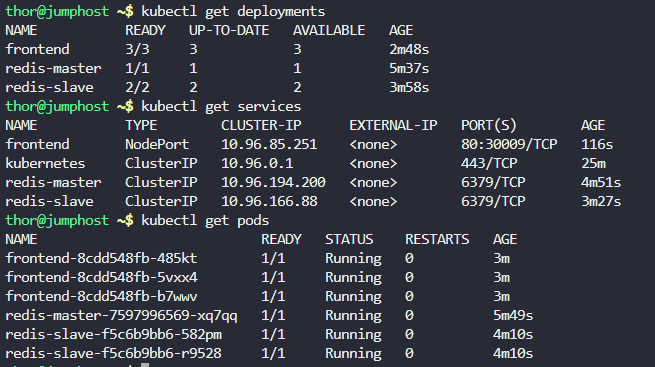 thor@jumphost ~$ kubectl get deployments
NAME READY UP-TO-DATE AVAILABLE AGE
frontend 3/3 3 3 2m48s
redis-master 1/1 1 1 5m37s
redis-slave 2/2 2 2 3m58s
thor@jumphost ~$ kubectl get services
NAME TYPE CLUSTER-IP EXTERNAL-IP PORT(S) AGE
frontend NodePort 10.96.85.251 <none> 80:30009/TCP 116s
kubernetes ClusterIP 10.96.0.1 <none> 443/TCP 25m
redis-master ClusterIP 10.96.194.200 <none> 6379/TCP 4m51s
redis-slave ClusterIP 10.96.166.88 <none> 6379/TCP 3m27s
thor@jumphost ~$ kubectl get pods
NAME READY STATUS RESTARTS AGE
frontend-8cdd548fb-485kt 1/1 Running 0 3m
frontend-8cdd548fb-5vxx4 1/1 Running 0 3m
frontend-8cdd548fb-b7wwv 1/1 Running 0 3m
redis-master-7597996569-xq7qq 1/1 Running 0 5m49s
redis-slave-f5c6b9bb6-582pm 1/1 Running 0 4m10s
redis-slave-f5c6b9bb6-r9528 1/1 Running 0 4m10s
thor@jumphost ~$